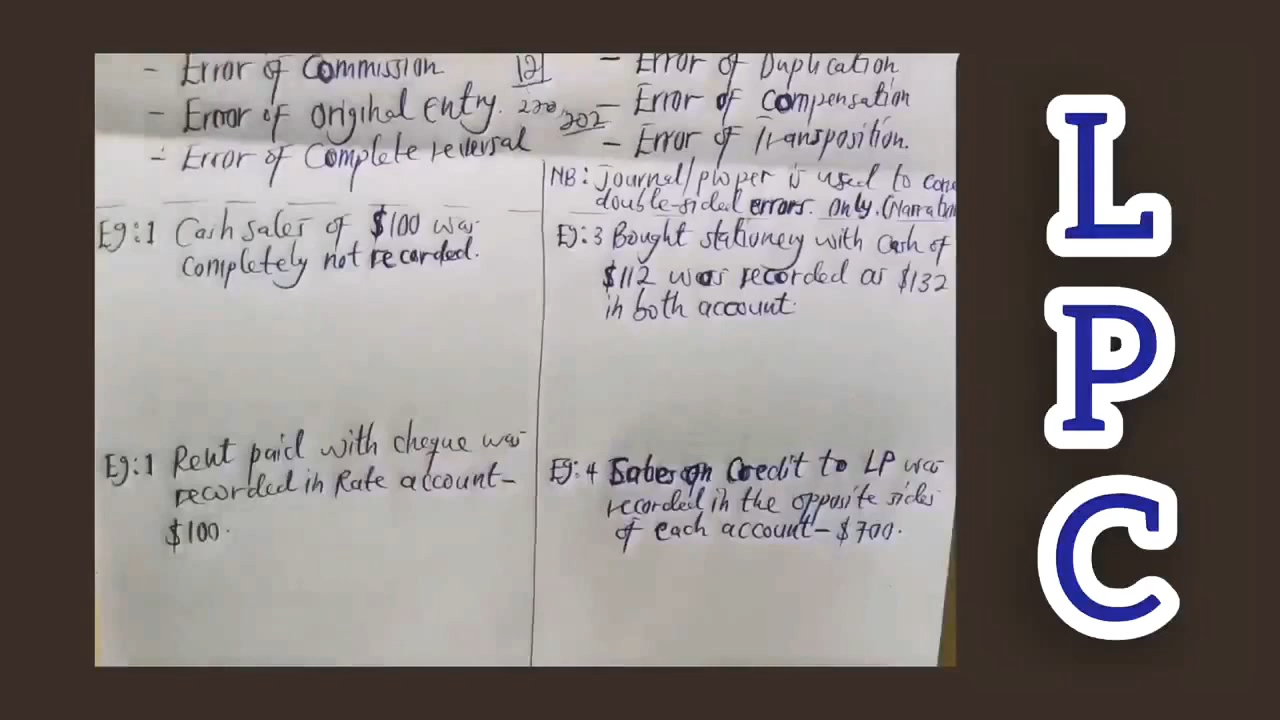 - Error of Commission
- Error of Original Entry.
- Error of Complete reversal
121
220
202
- Error of Duplication
- Error of Compensation
- Error of Transposition.
NB: Journal/proper is used to
double-sided errors. Only.
Eg:1 Cash sales of $100 was
completely not recorded.
Eg:3 Bought stationery with Cash of
$112 was recorded as $132
in both account.
Eg:1 Rent paid with cheque was
recorded in Rate account-
$100.
Eg:4 Sales on Credit to LP was
recorded in the opposite sides
of each account- $700.
L
P
C